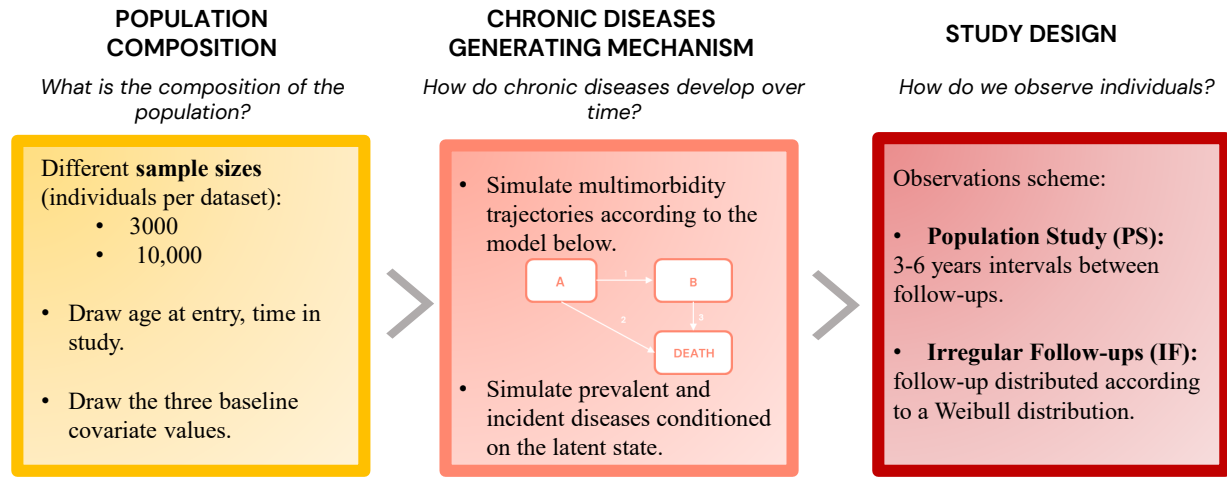 POPULATION
COMPOSITION
What is the composition of the
population?
Different sample sizes
(individuals per dataset):
• 3000
• 10,000
• Draw age at entry, time in
study.
• Draw the three baseline
covariate values.
CHRONIC DISEASES
GENERATING MECHANISM
How do chronic diseases develop over
time?
• Simulate multimorbidity
trajectories according to the
model below.
A
1
B
2
3
DEATH
• Simulate prevalent and
incident diseases conditioned
on the latent state.
STUDY DESIGN
How do we observe individuals?
Observations scheme:
• Population Study (PS):
3-6 years intervals between
follow-ups.
• Irregular Follow-ups (IF):
follow-up distributed according
to a Weibull distribution.